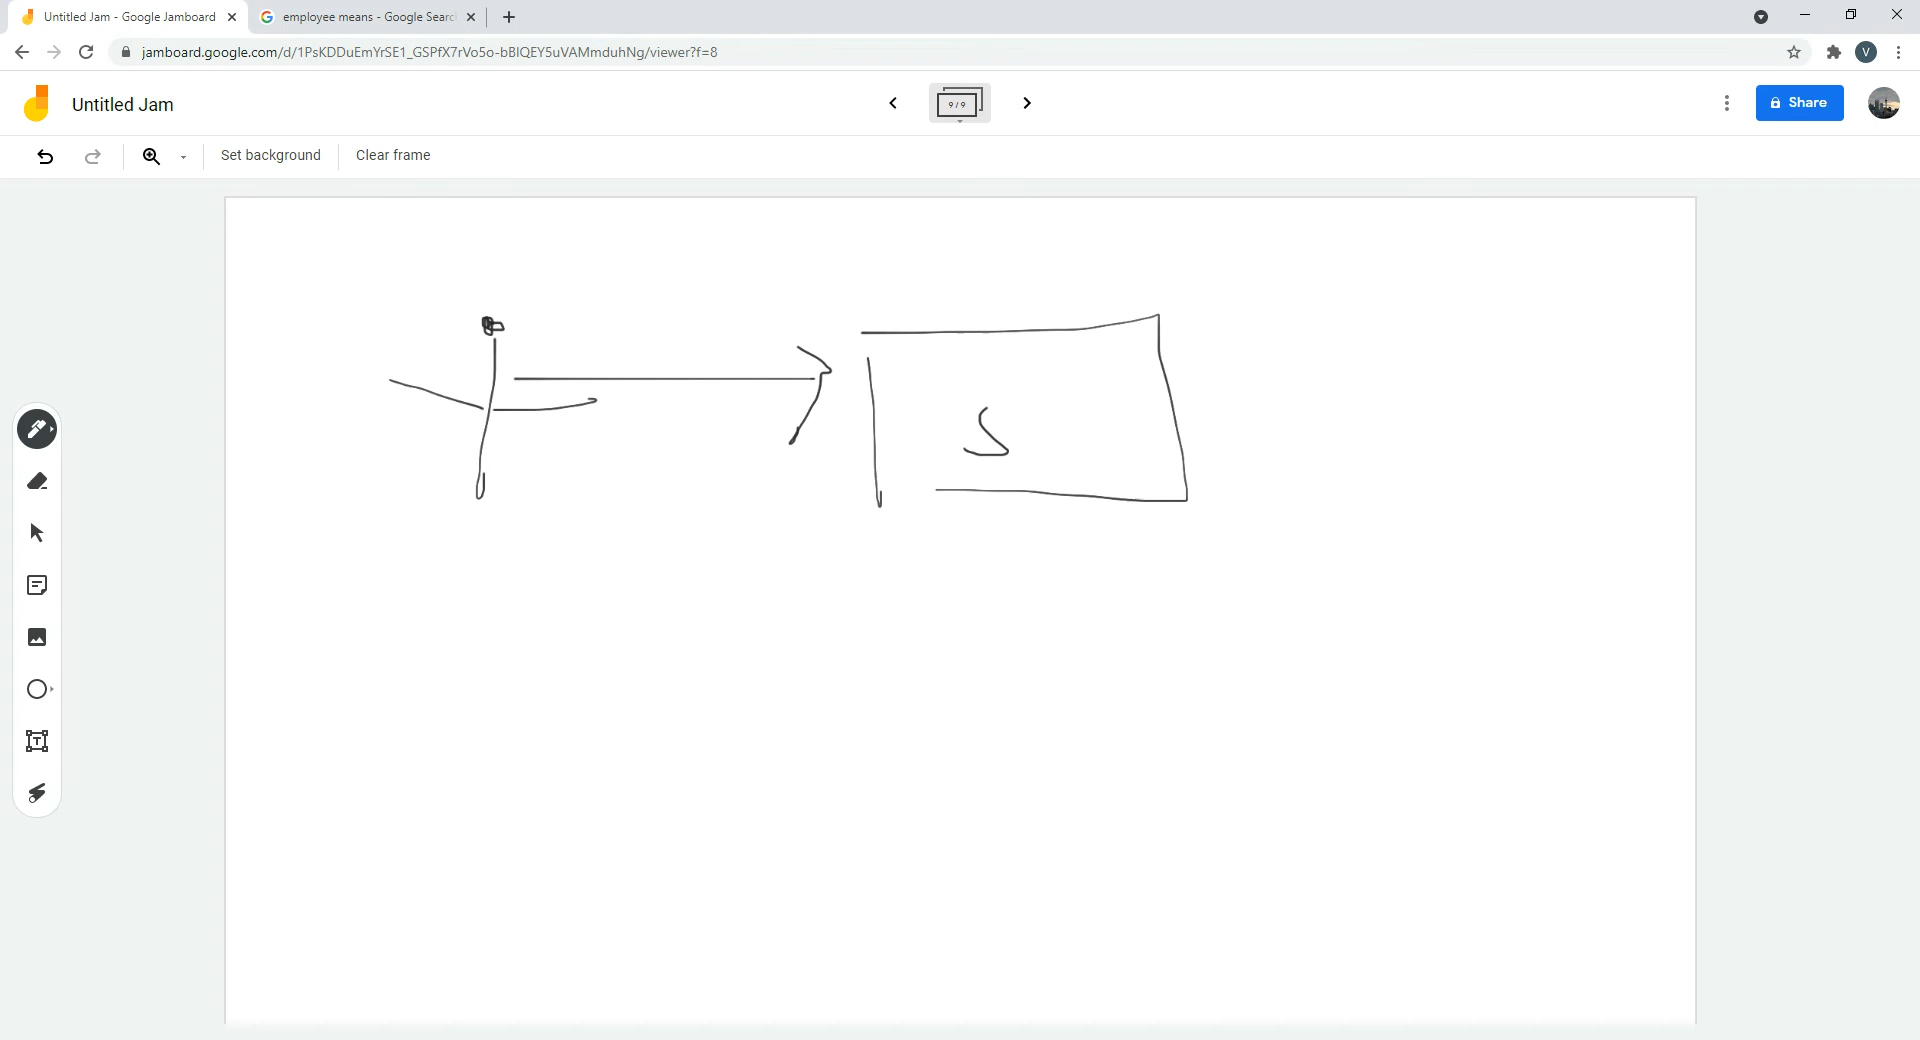 Untitled Jam - Google Jamboard
employee means - Google Searc
jamboard.google.com/d/1PsKDDuEmYrSE1_GSPfX7rVo5o-bBlQEY5uVAMmduhNg/viewer?f=8
V
Untitled Jam
9 / 9
Share
Set background
Clear frame
S
T